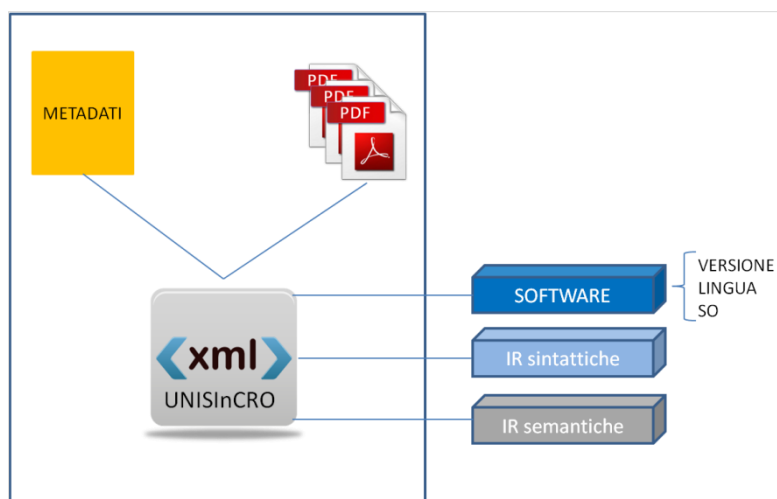 METADATI
PDF
PDF
PDF
xml
UNISInCRO
SOFTWARE
VERSIONE
LINGUA
SO
IR sintattiche
IR semantiche